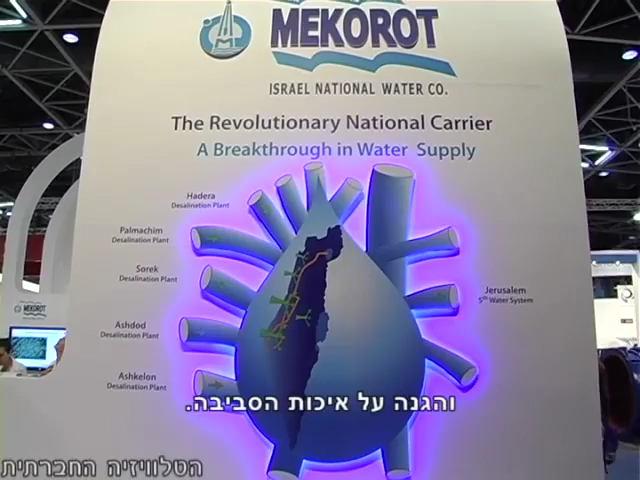 MEKOROT
ISRAEL NATIONAL WATER CO.
The Revolutionary National Carrier
A Breakthrough in Water Supply
Hadera
Desalination Plant
Palmachim
Desalination Plant
Sorek
Desalination Plant
Ashdod
Desalination Plant
Ashkelon
Desalination Plant
Jerusalem
5th Water System
MEKOROT
והגנה על איכות הסביבה.
הטלוויזיה החברתית